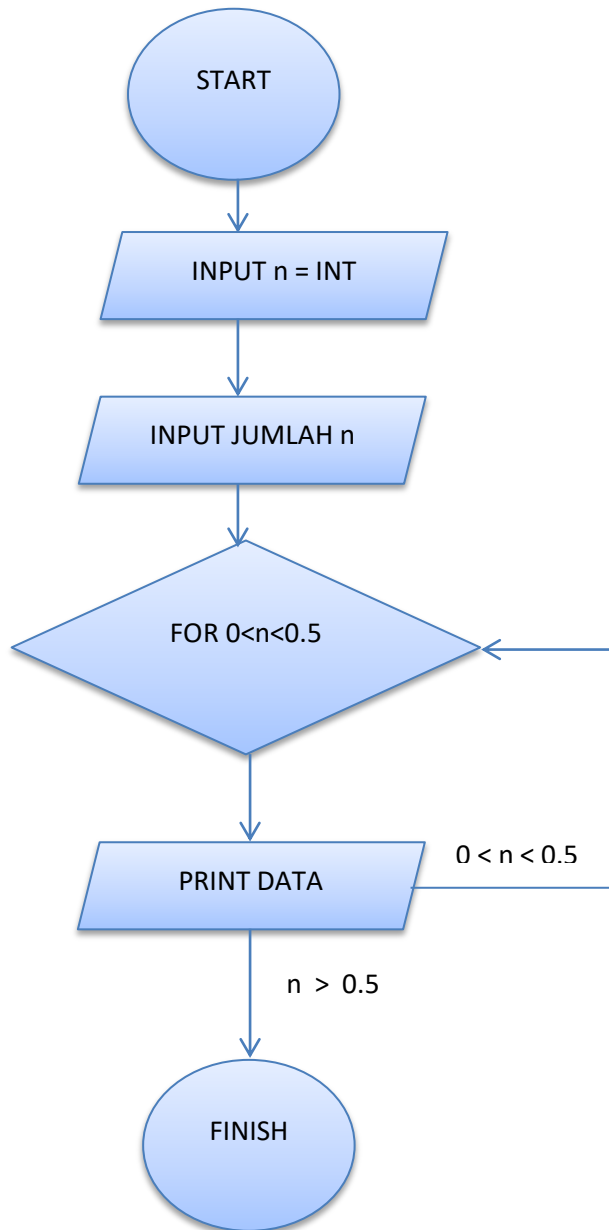 START
INPUT n = INT
INPUT JUMLAH n
FOR 0<n<0.5
PRINT DATA
0 < n < 0.5
n > 0.5
FINISH